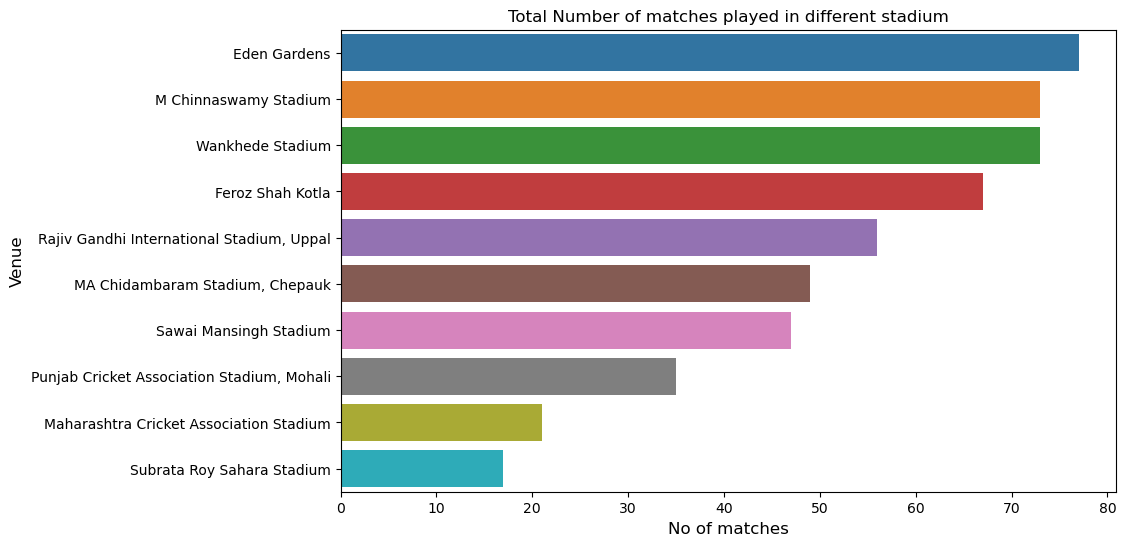 Total Number of matches played in different stadium
Eden Gardens
M Chinnaswamy Stadium
Wankhede Stadium
Feroz Shah Kotla
Rajiv Gandhi International Stadium, Uppal
MA Chidambaram Stadium, Chepauk
Sawai Mansingh Stadium
Punjab Cricket Association Stadium, Mohali
Maharashtra Cricket Association Stadium
Subrata Roy Sahara Stadium
Venue
0 10 20 30 40 50 60 70 80
No of matches